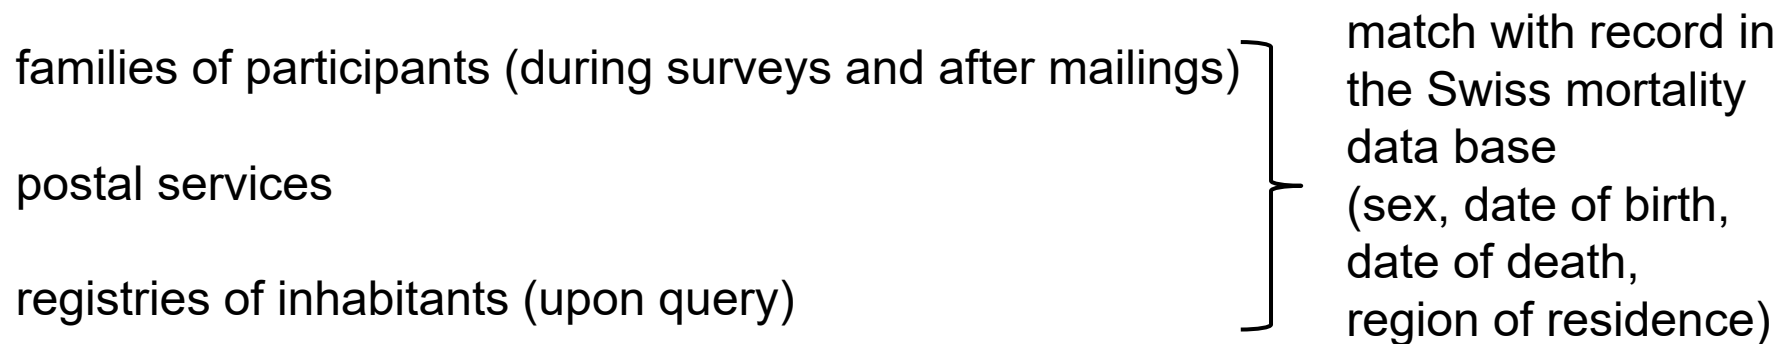 families of participants (during surveys and after mailings)
postal services
registries of inhabitants (upon query)
match with record in
the Swiss mortality
data base
(sex, date of birth,
date of death,
region of residence)